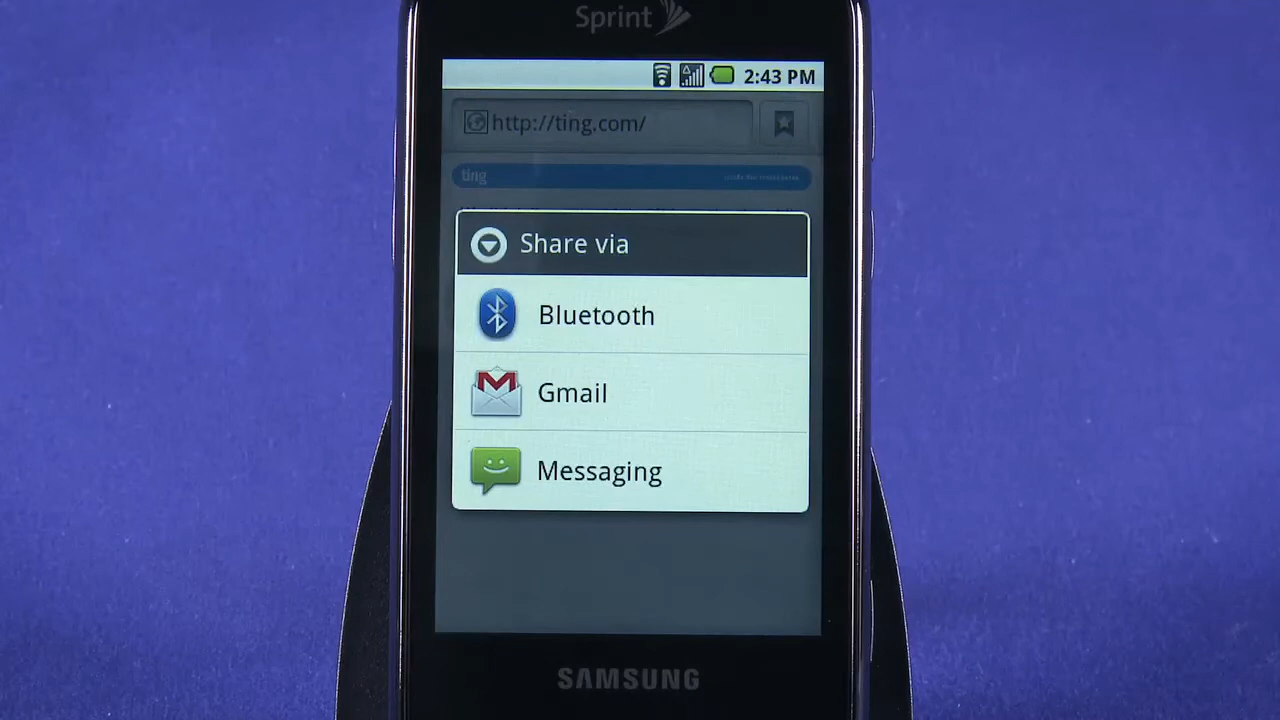 Sprint
2:43 PM
http://ting.com/
ting
Share via
Bluetooth
Gmail
Messaging
SAMSUNG